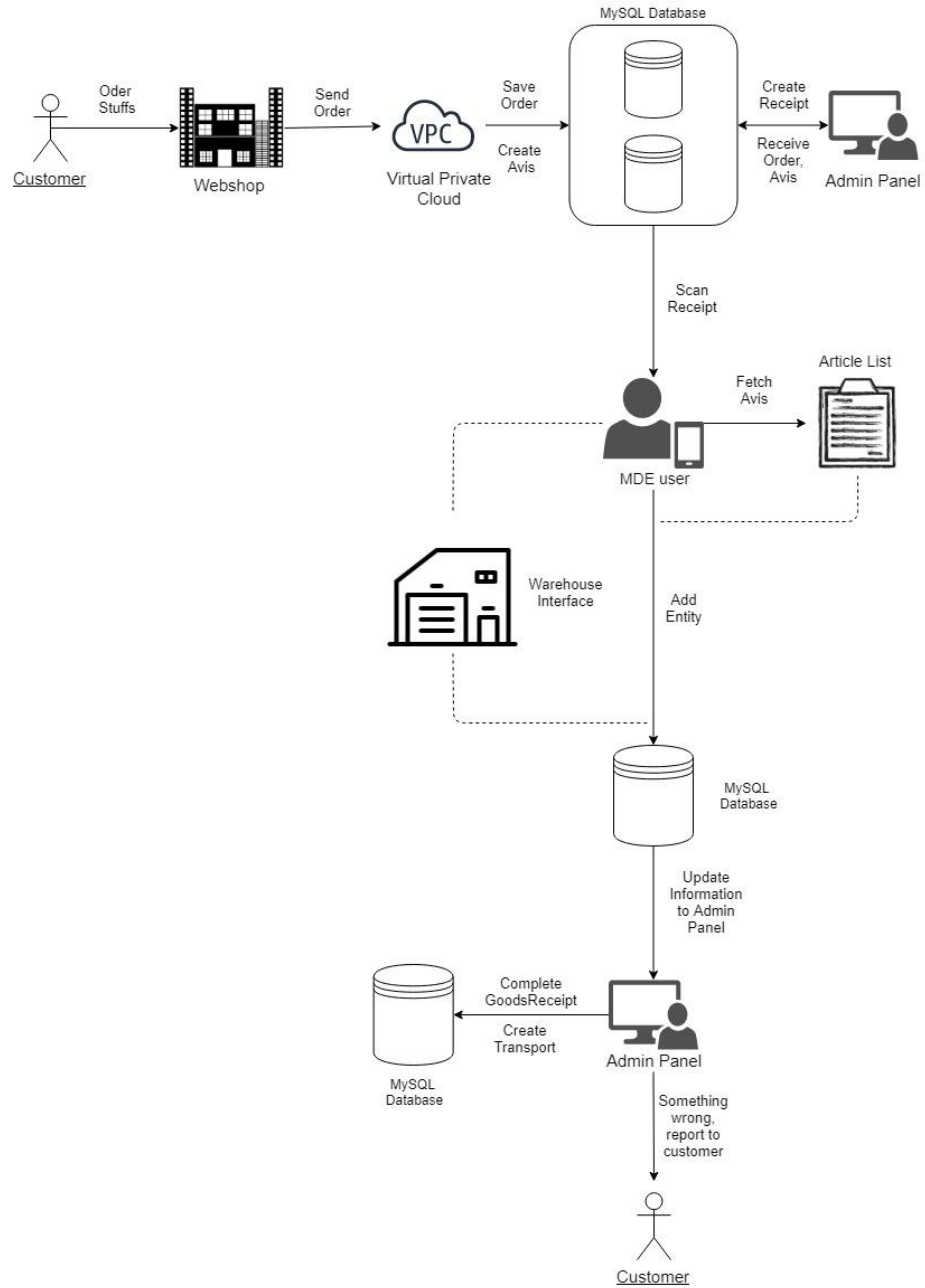 MySQL Database
Oder
Stuffs
Send
Order
Save
Order
Create
Avis
Create
Receipt
Receive
Order,
Avis
VPC
Customer
Webshop
Virtual Private
Cloud
Admin Panel
Scan
Receipt
Article List
Fetch
Avis
MDE user
Warehouse
Interface
Add
Entity
MySQL
Database
Update
Information
to Admin
Panel
Complete
GoodsReceipt
Create
Transport
Admin Panel
MySQL
Database
Something
wrong,
report to
customer
Customer